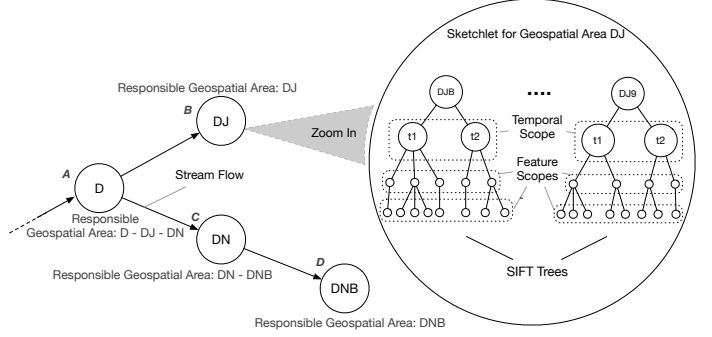 Sketchlet for Geospatial Area DJ
Responsible Geospatial Area: DJ
B
DJ
Zoom In
DJB
....
DJ9
Temporal
Scope
t1
t2
t1
t2
Feature
Scopes
A
D
Stream Flow
Responsible
Geospatial Area: D - DJ - DN
C
DN
Responsible Geospatial Area: DN - DNB
SIFT Trees
D
DNB
Responsible Geospatial Area: DNB